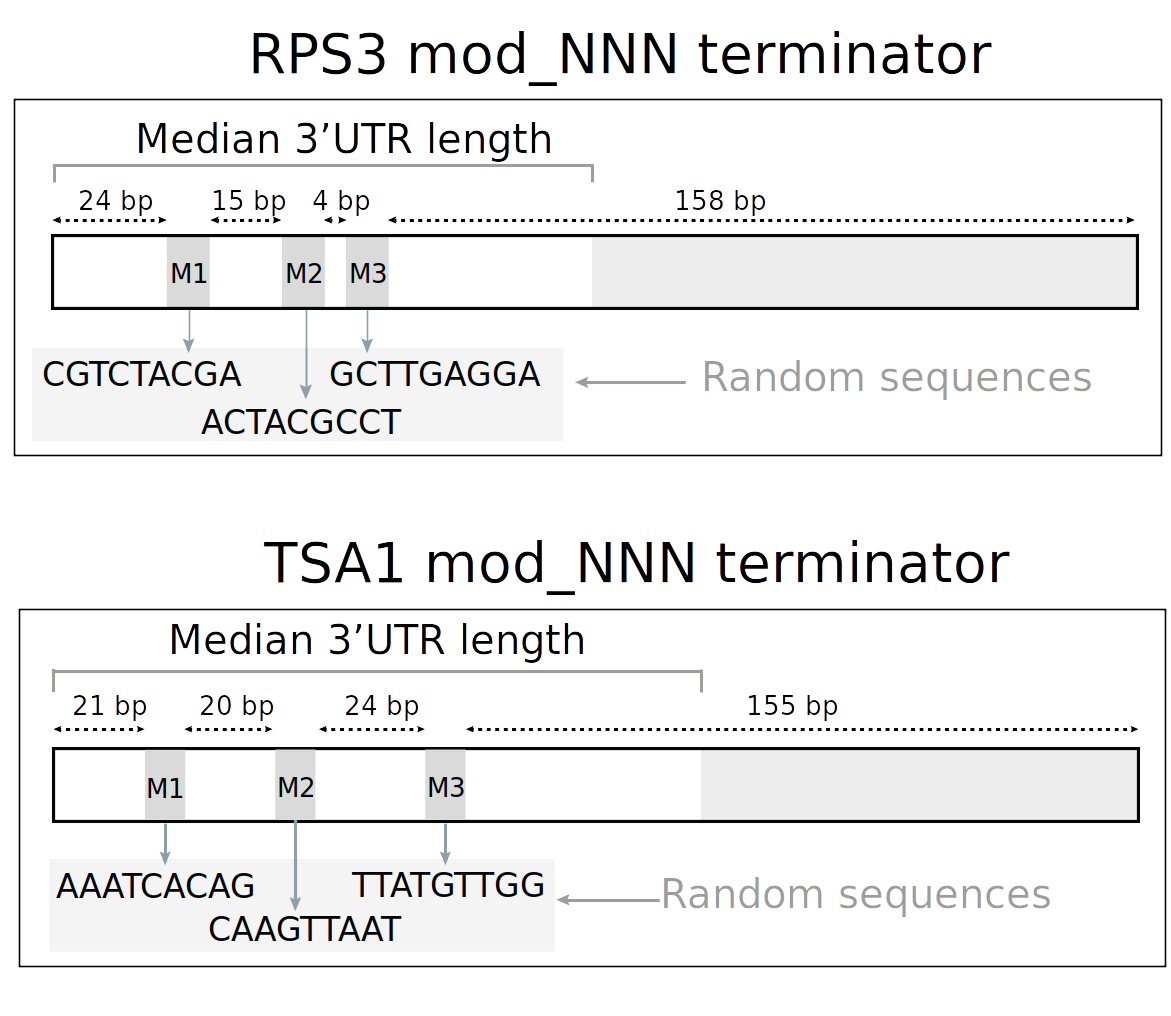 RPS3 mod_NNN terminator
Median 3’UTR length
24 bp 15 bp 4 bp 158 bp
M1 M2 M3
CGTCTACGA GCTTGAGGA Random sequences
ACTACGCCT
TSA1 mod_NNN terminator
Median 3’UTR length
21 bp 20 bp 24 bp 155 bp
M1 M2 M3
AAATCACAG TTATGTTGG Random sequences
CAAGTTAAT